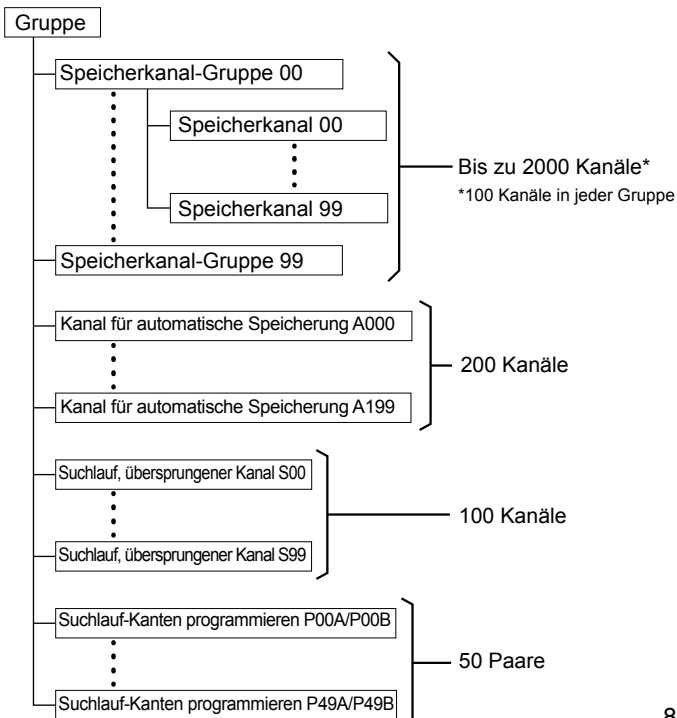 Gruppe
Speicherkanal-Gruppe 00
Speicherkanal 00
Speicherkanal 99
Speicherkanal-Gruppe 99
Bis zu 2000 Kanäle*
*100 Kanäle in jeder Gruppe
Kanal für automatische Speicherung A000
Kanal für automatische Speicherung A199
200 Kanäle
Suchlauf, übersprungener Kanal S00
Suchlauf, übersprungener Kanal S99
100 Kanäle
Suchlauf-Kanten programmieren P00A/P00B
Suchlauf-Kanten programmieren P49A/P49B
50 Paare
8